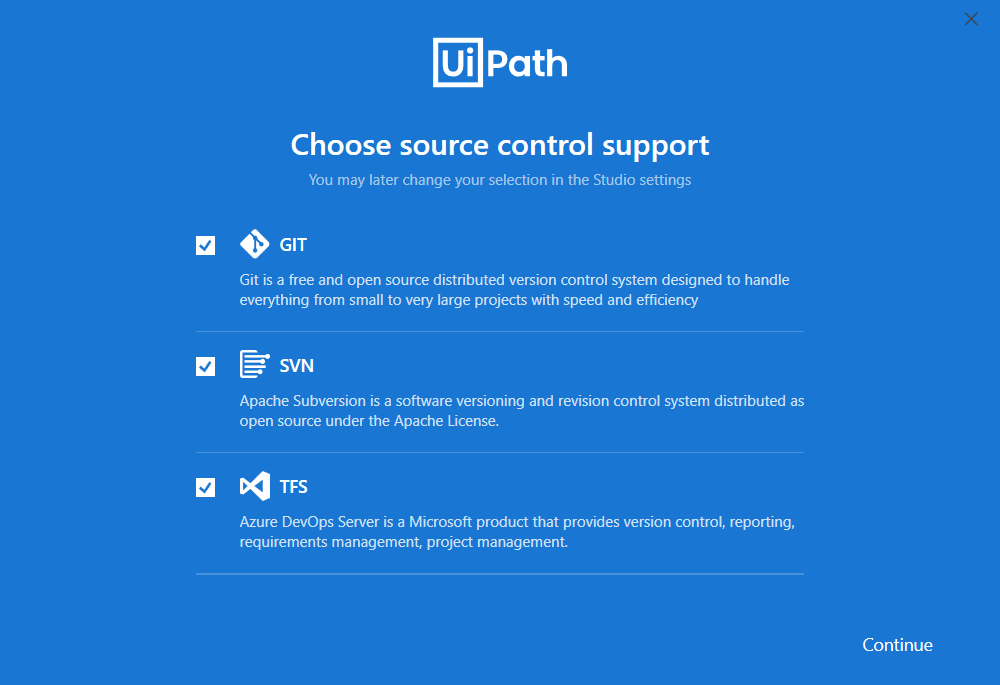 UiPath
Choose source control support
You may later change your selection in the Studio settings
GIT
Git is a free and open source distributed version control system designed to handle
everything from small to very large projects with speed and efficiency
SVN
Apache Subversion is a software versioning and revision control system distributed as
open source under the Apache License.
TFS
Azure DevOps Server is a Microsoft product that provides version control, reporting,
requirements management, project management.
Continue